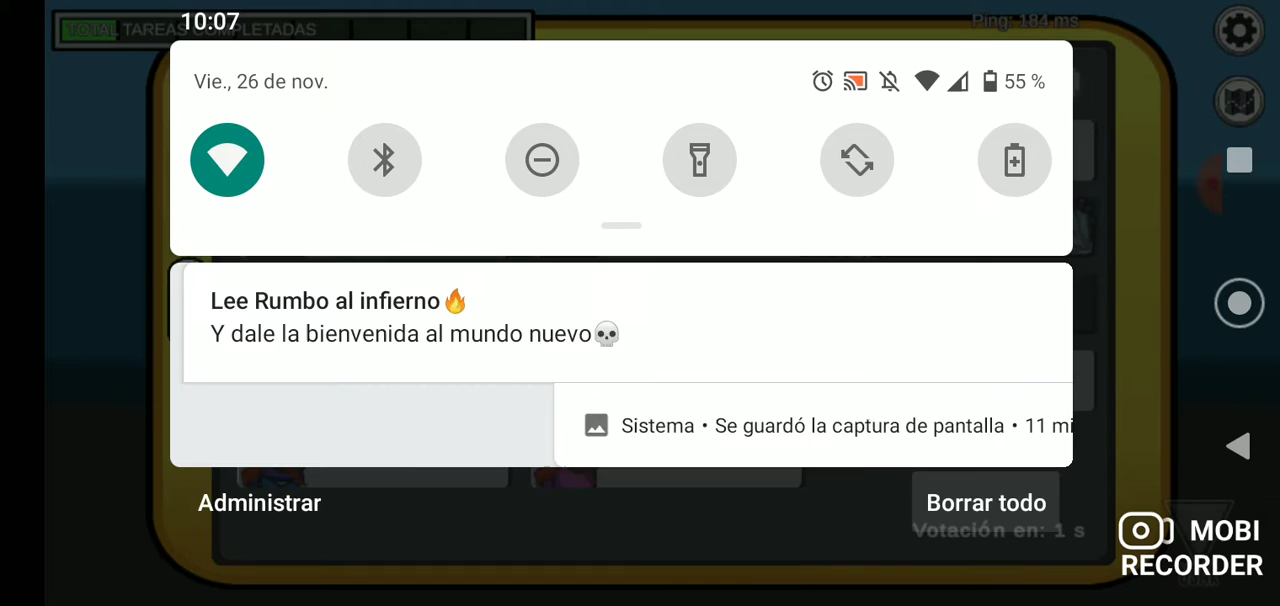 10:07
TOTAL TAREAS COMPLETADAS
Ping: 184 ms
Vie., 26 de nov.
55 %
Lee Rumbo al infierno🔥
Y dale la bienvenida al mundo nuevo💀
Sistema • Se guardó la captura de pantalla • 11 mi
Administrar
Borrar todo
Votación en: 1 s
MOBI
RECORDER